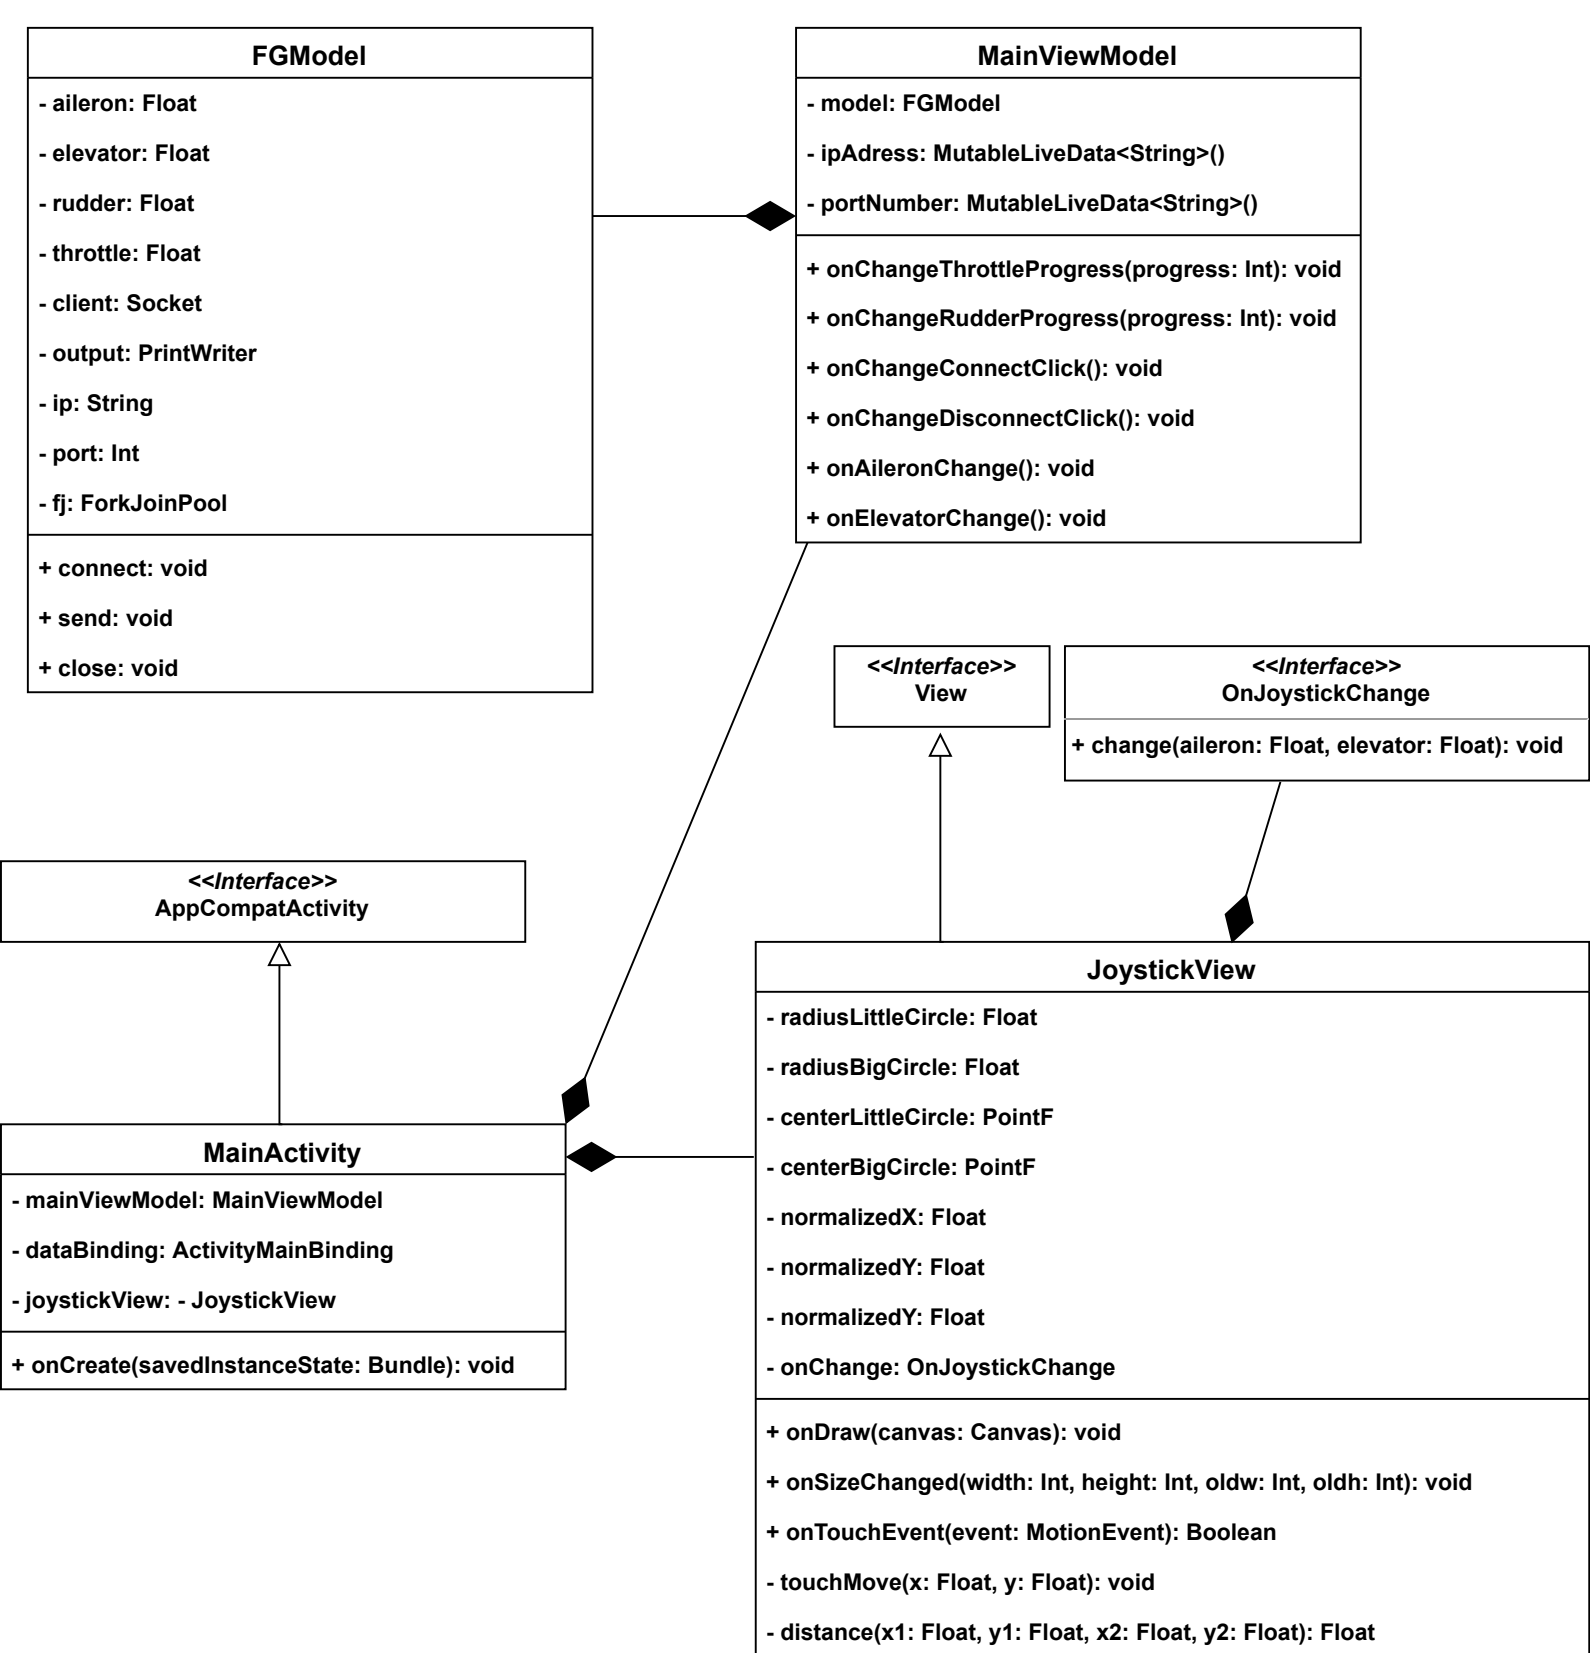 FGModel
- aileron: Float
- elevator: Float
- rudder: Float
- throttle: Float
- client: Socket
- output: PrintWriter
- ip: String
- port: Int
- fj: ForkJoinPool
+ connect: void
+ send: void
+ close: void
MainViewModel
- model: FGModel
- ipAdress: MutableLiveData<String>()
- portNumber: MutableLiveData<String>()
+ onChangeThrottleProgress(progress: Int): void
+ onChangeRudderProgress(progress: Int): void
+ onChangeConnectClick(): void
+ onChangeDisconnectClick(): void
+ onAileronChange(): void
+ onElevatorChange(): void
<<Interface>>
View
<<Interface>>
OnJoystickChange
+ change(aileron: Float, elevator: Float): void
<<Interface>>
AppCompatActivity
MainActivity
- mainViewModel: MainViewModel
- dataBinding: ActivityMainBinding
- joystickView: - JoystickView
+ onCreate(savedInstanceState: Bundle): void
JoystickView
- radiusLittleCircle: Float
- radiusBigCircle: Float
- centerLittleCircle: PointF
- centerBigCircle: PointF
- normalizedX: Float
- normalizedY: Float
- normalizedY: Float
- onChange: OnJoystickChange
+ onDraw(canvas: Canvas): void
+ onSizeChanged(width: Int, height: Int, oldw: Int, oldh: Int): void
+ onTouchEvent(event: MotionEvent): Boolean
- touchMove(x: Float, y: Float): void
- distance(x1: Float, y1: Float, x2: Float, y2: Float): Float